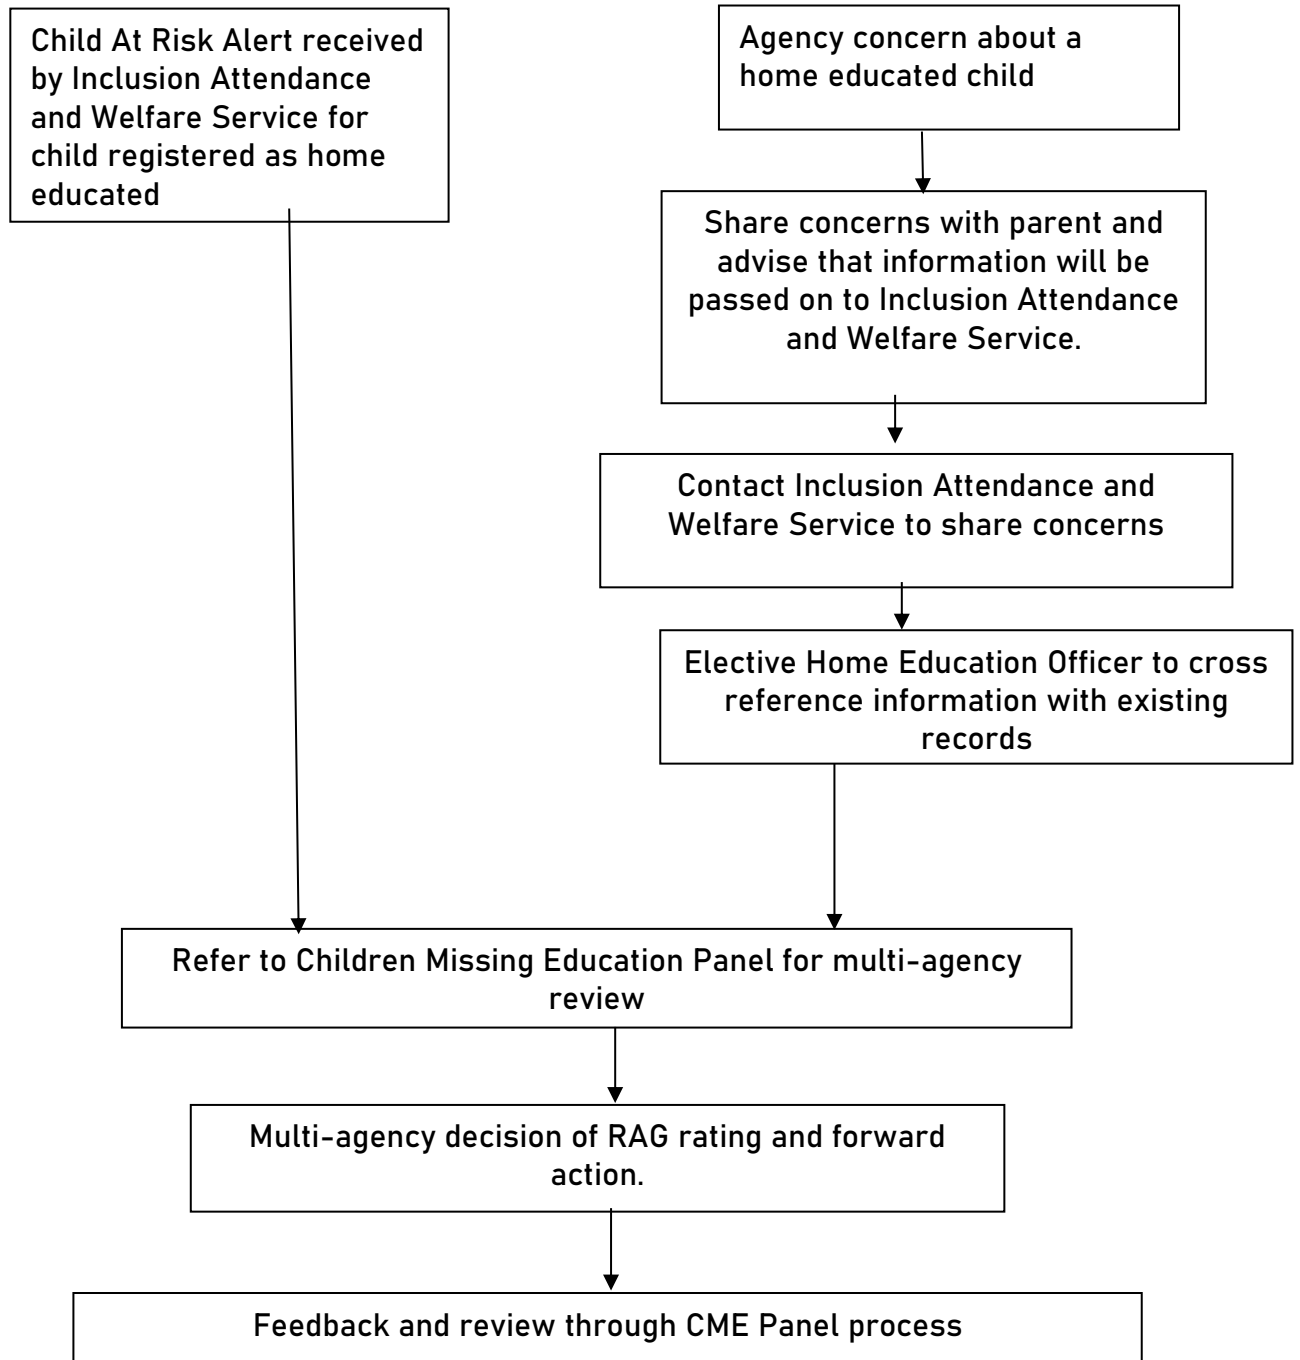 Child At Risk Alert received
by Inclusion Attendance
and Welfare Service for
child registered as home
educated
Agency concern about a
home educated child
Share concerns with parent and
advise that information will be
passed on to Inclusion Attendance
and Welfare Service.
Contact Inclusion Attendance and
Welfare Service to share concerns
Elective Home Education Officer to cross
reference information with existing
records
Refer to Children Missing Education Panel for multi-agency
review
Multi-agency decision of RAG rating and forward
action.
Feedback and review through CME Panel process